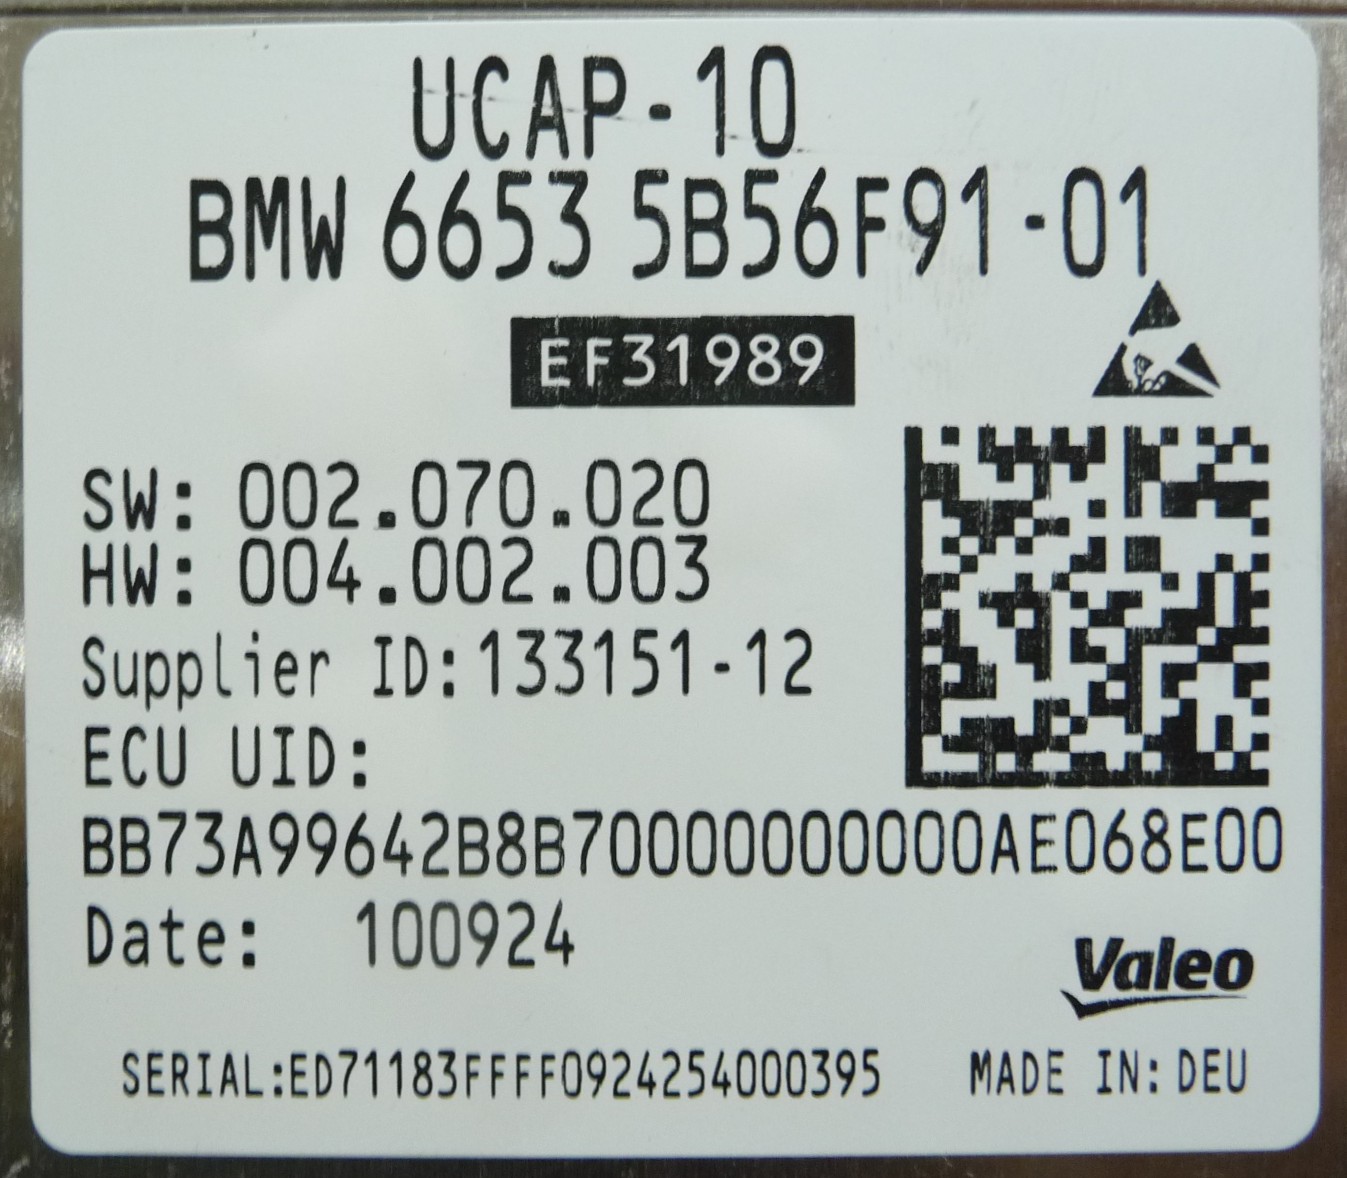 UCAP-10
BMW 6653 5B56F91-01
EF31989
SW: 002.070.020
HW: 004.002.003
Supplier ID:133151-12
ECU UID:
BB73A99642B8B70000000000AE068E00
Date: 100924
Valeo
SERIAL:ED71183FFFF0924254000395 MADE IN: DEU